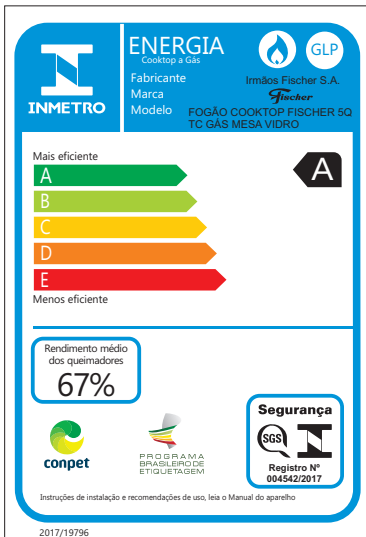 INMETRO
ENERGIA
Cooktop a Gás
GLP
Fabricante
Irmãos Fischer S.A.
Marca
Fischer
Modelo
FOGÃO COOKTOP FISCHER 5Q
TC GÁS MESA VIDRO
Mais eficiente
A
B
C
D
E
Menos eficiente
A
Rendimento médio
dos queimadores
67%
conpet
PROGRAMA
BRASILEIRO DE
ETIQUETAGEM
Segurança
SGS
Registro Nº
004542/2017
Instruções de instalação e recomendações de uso, leia o Manual do aparelho
2017/19796